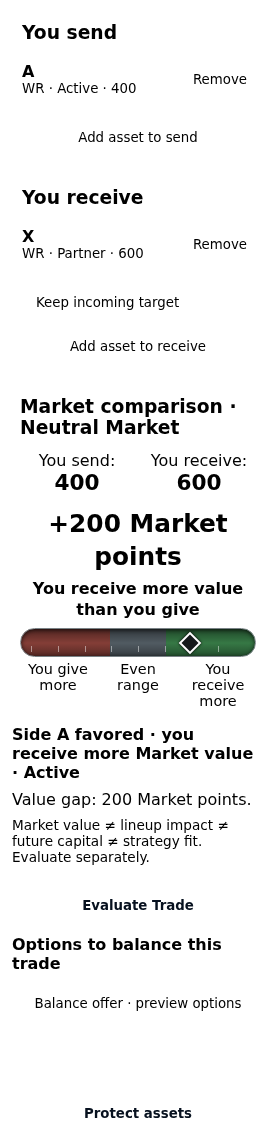 You send
A
WR · Active · 400
Remove
Add asset to send
You receive
X
WR · Partner · 600
Remove
Keep incoming target
Add asset to receive
Market comparison ·
Neutral Market
You send:
400
You receive:
600
+200 Market
points
You receive more value
than you give
You give
more
Even
range
You
receive
more
Side A favored · you
receive more Market value
· Active
Value gap: 200 Market points.
Market value ≠ lineup impact ≠
future capital ≠ strategy fit.
Evaluate separately.
Evaluate Trade
Options to balance this
trade
Balance offer · preview options
Protect assets